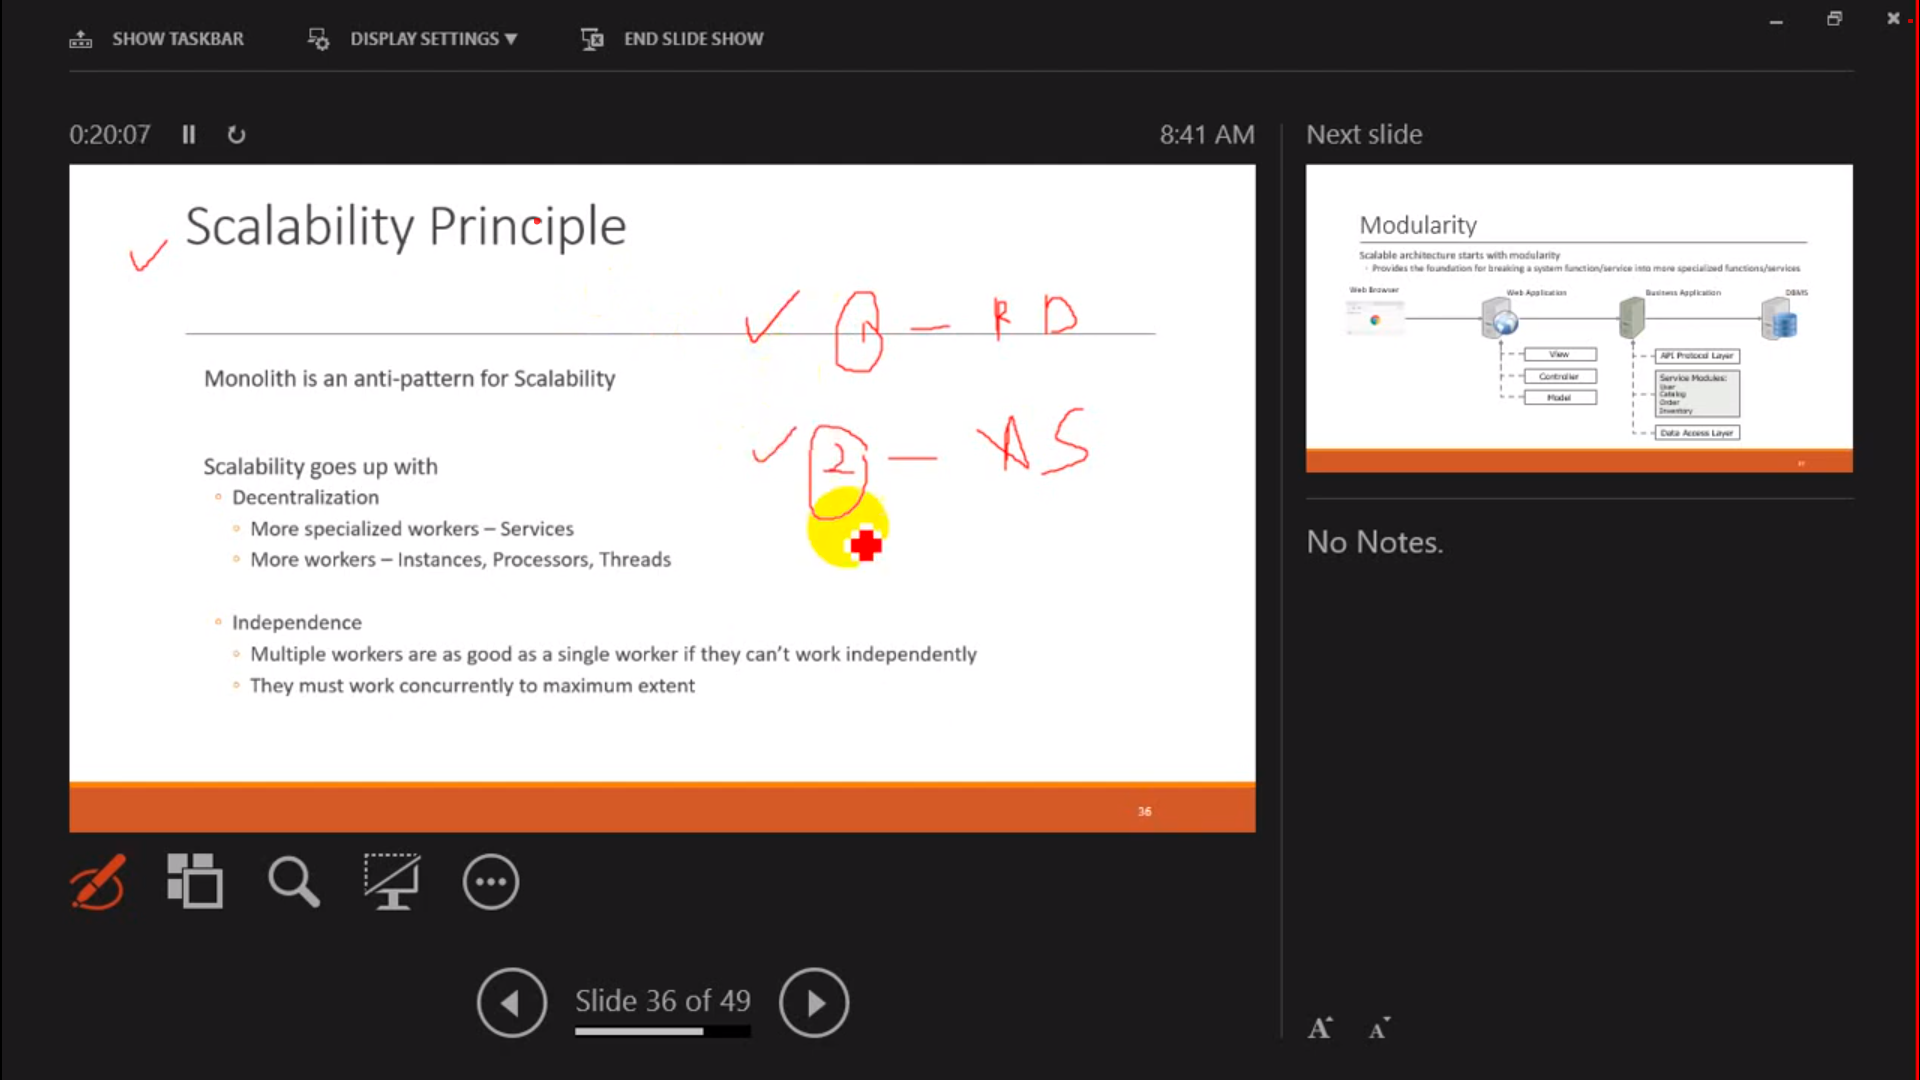 SHOW TASKBAR DISPLAY SETTINGS ▼ END SLIDE SHOW
0:20:07 8:41 AM
Scalability Principle
1 — R D
Monolith is an anti-pattern for Scalability
2 — A S
Scalability goes up with
Decentralization
More specialized workers – Services
More workers – Instances, Processors, Threads
Independence
Multiple workers are as good as a single worker if they can't work independently
They must work concurrently to maximum extent
36
Slide 36 of 49
Next slide
Modularity
Scalable architecture starts with modularity
Provides the foundation for breaking a system function/service into more specialized functions/services
Web Browser Web Application Business Application DBMS
View
Controller
Model
API Protocol Layer
Service Modules:
User
Catalog
Order
Inventory
Data Access Layer
No Notes.
A A